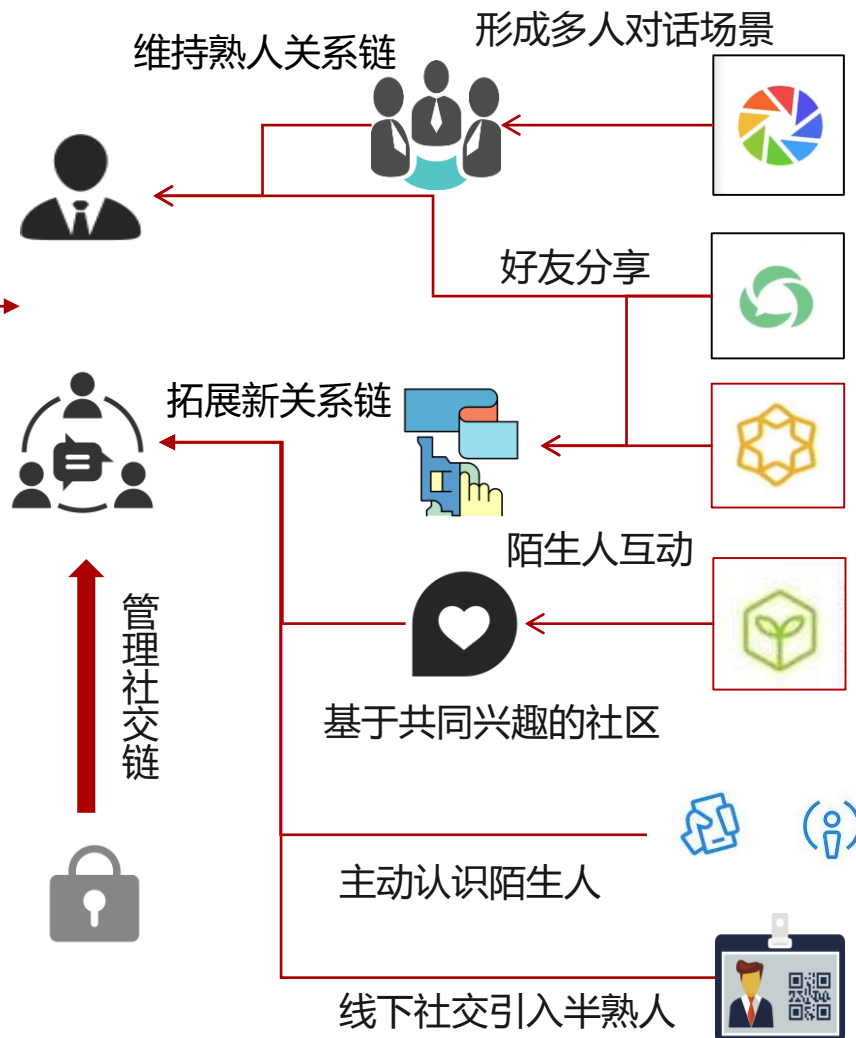 形成多人对话场景
维持熟人关系链
好友分享
拓展新关系链
陌生人互动
管理社交链
基于共同兴趣的社区
主动认识陌生人
线下社交引入半熟人